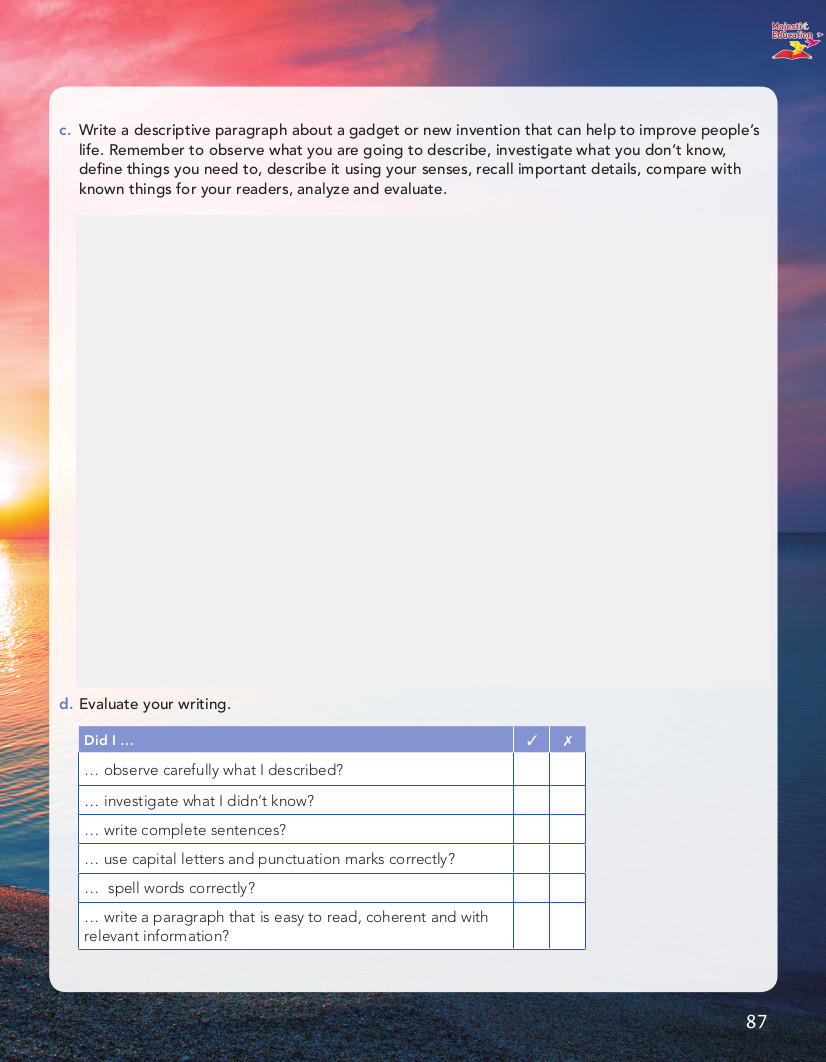 Majestic
Education
c. Write a descriptive paragraph about a gadget or new invention that can help to improve people’s
life. Remember to observe what you are going to describe, investigate what you don’t know,
define things you need to, describe it using your senses, recall important details, compare with
known things for your readers, analyze and evaluate.
d. Evaluate your writing.
Did I … ✓ ✗
… observe carefully what I described?
… investigate what I didn’t know?
… write complete sentences?
… use capital letters and punctuation marks correctly?
… spell words correctly?
… write a paragraph that is easy to read, coherent and with
relevant information?
87